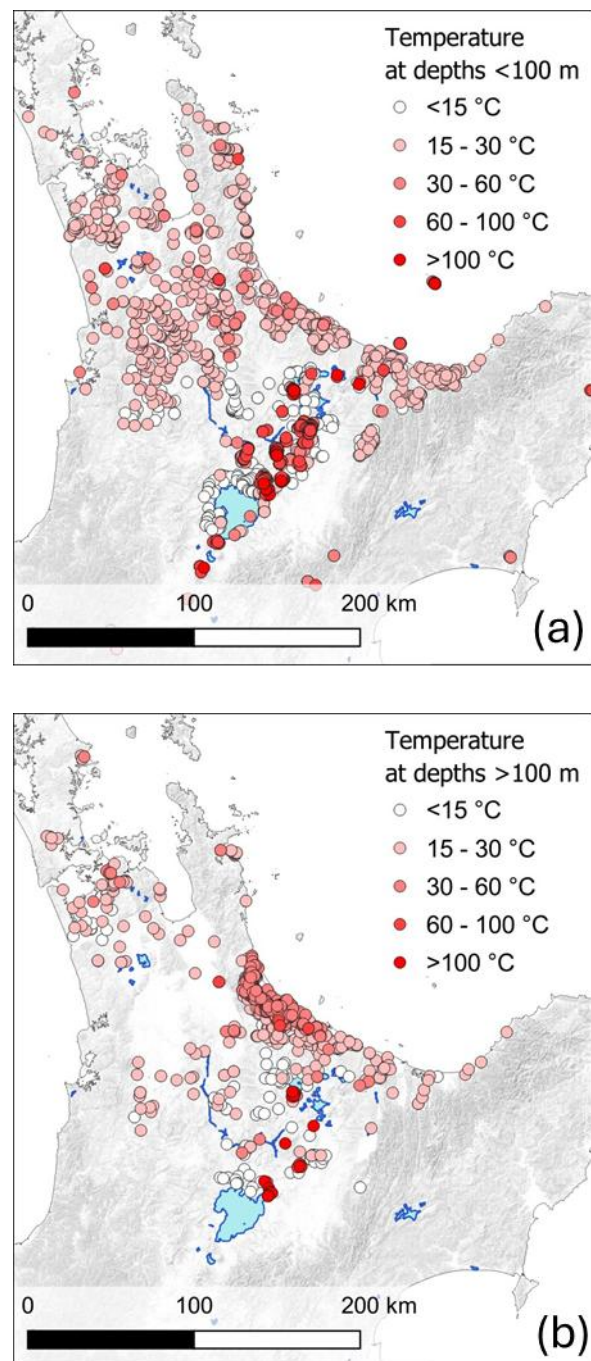 Temperature
at depths <100 m
<15 °C
15 - 30 °C
30 - 60 °C
60 - 100 °C
>100 °C
0 100 200 km
(a)
Temperature
at depths >100 m
<15 °C
15 - 30 °C
30 - 60 °C
60 - 100 °C
>100 °C
0 100 200 km
(b)